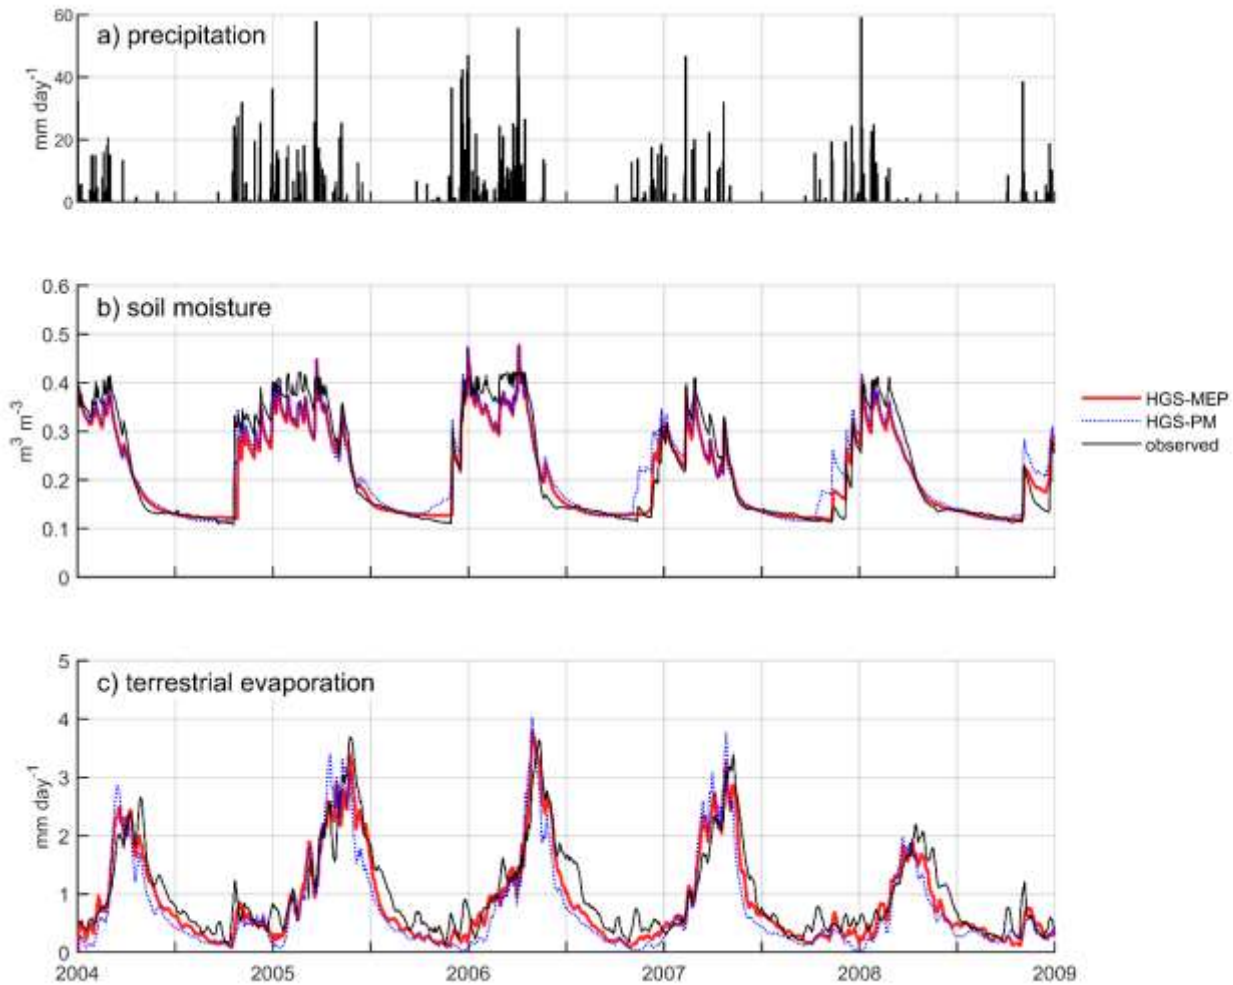 a) precipitation
mm day-1
60
40
20
0
b) soil moisture
m3 m-3
0.6
0.5
0.4
0.3
0.2
0.1
0
HGS-MEP
HGS-PM
observed
c) terrestrial evaporation
mm day-1
5
4
3
2
1
0
2004 2005 2006 2007 2008 2009